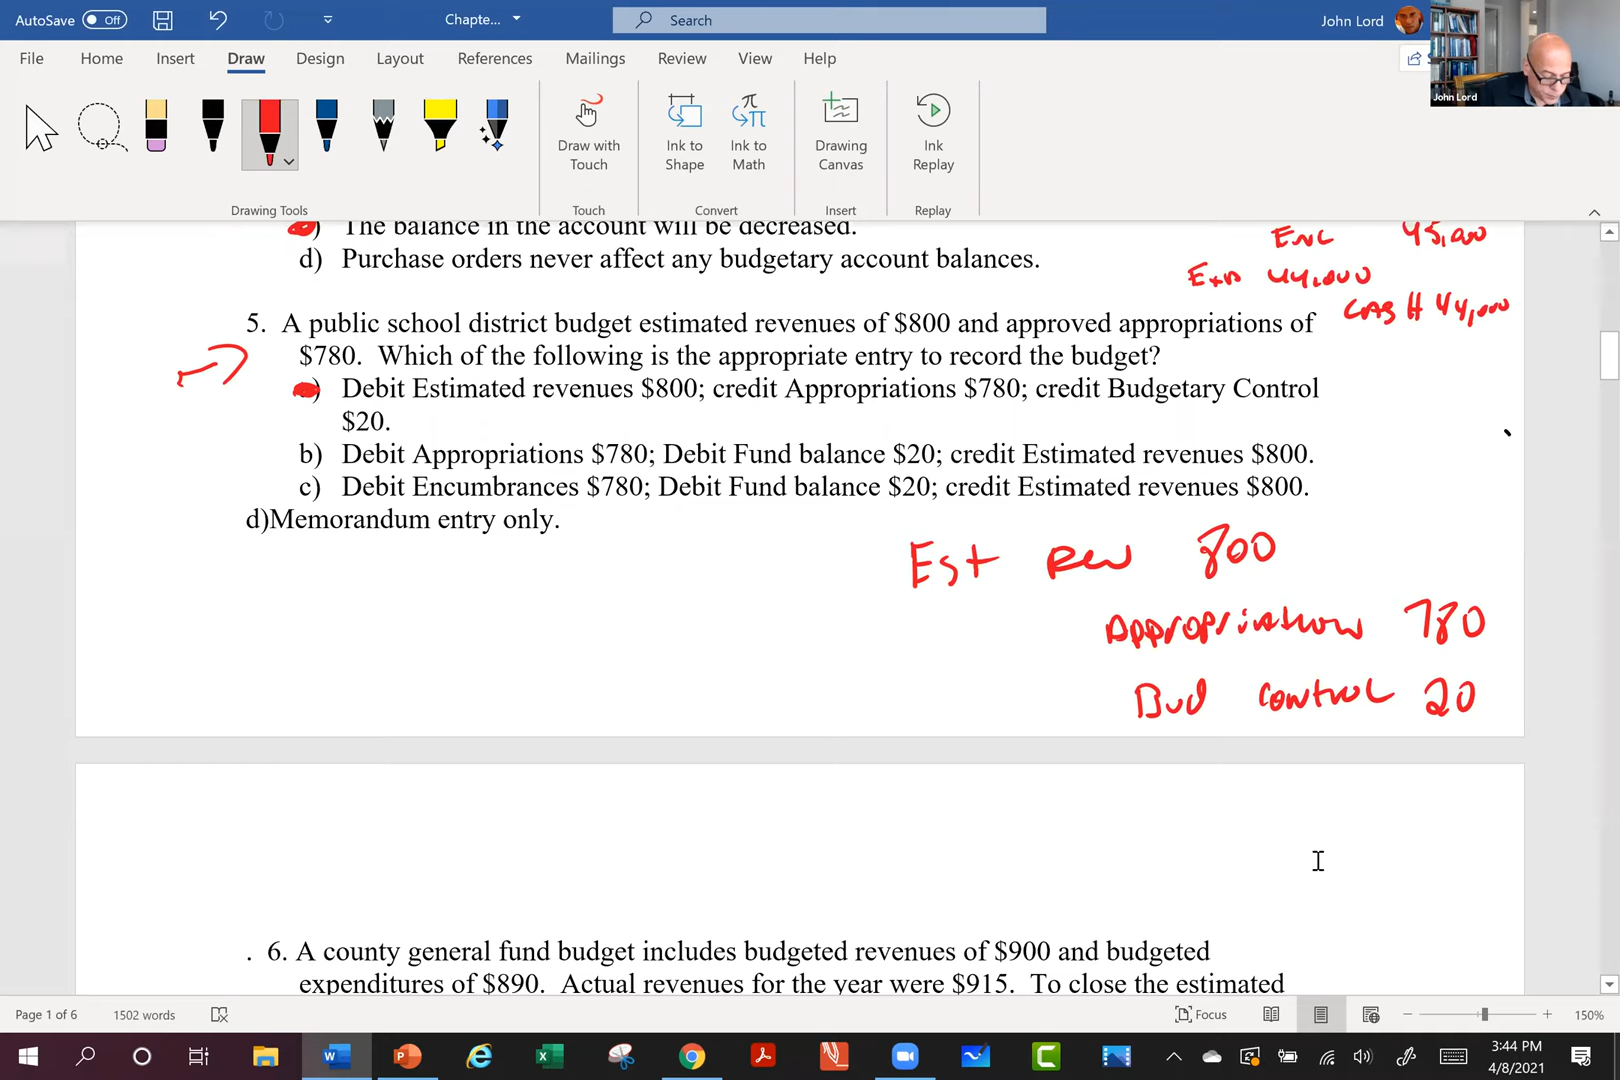 AutoSave Off Chapte... Search John Lord
File Home Insert Draw Design Layout References Mailings Review View Help
John Lord
Draw with Touch
Ink to Shape
Ink to Math
Drawing Canvas
Ink Replay
Drawing Tools Touch Convert Insert Replay
The balance in the account will be decreased.
d) Purchase orders never affect any budgetary account balances.
Enc 45,000
Exp 44,000
CASH 44,000
5. A public school district budget estimated revenues of $800 and approved appropriations of
$780. Which of the following is the appropriate entry to record the budget?
Debit Estimated revenues $800; credit Appropriations $780; credit Budgetary Control
$20.
b) Debit Appropriations $780; Debit Fund balance $20; credit Estimated revenues $800.
c) Debit Encumbrances $780; Debit Fund balance $20; credit Estimated revenues $800.
d)Memorandum entry only.
Est Rev 800
Appropriations 780
Bud control 20
. 6. A county general fund budget includes budgeted revenues of $900 and budgeted
expenditures of $890. Actual revenues for the year were $915. To close the estimated
Page 1 of 6 1502 words Focus 150%
3:44 PM
4/8/2021